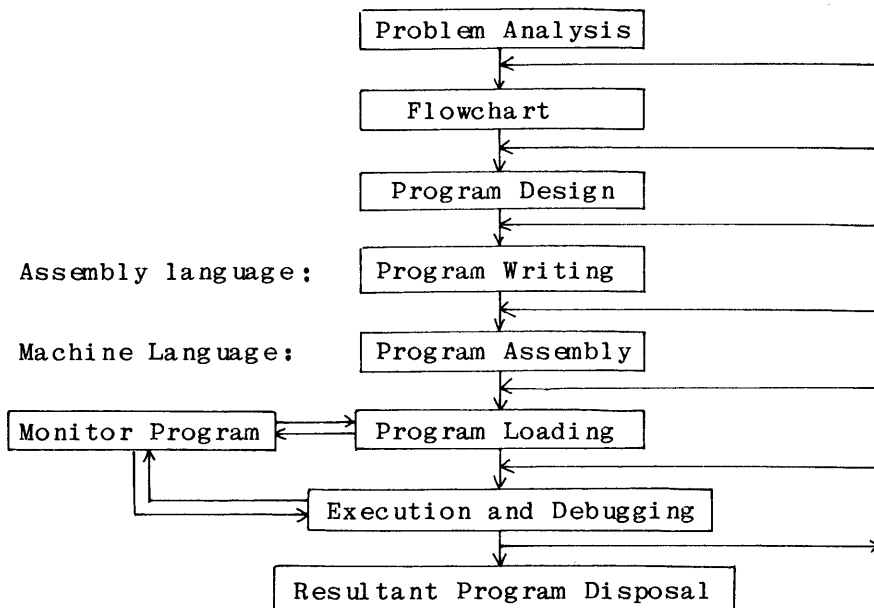 Problem Analysis
Flowchart
Program Design
Assembly language: Program Writing
Machine Language: Program Assembly
Monitor Program Program Loading
Execution and Debugging
Resultant Program Disposal